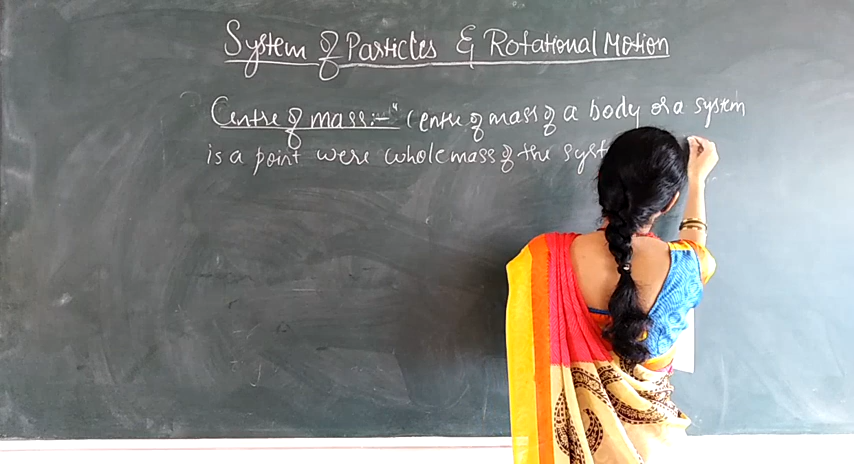 System of Particles & Rotational Motion
Centre of mass:- " Centre of mass of a body or a system
is a point were whole mass of the syst